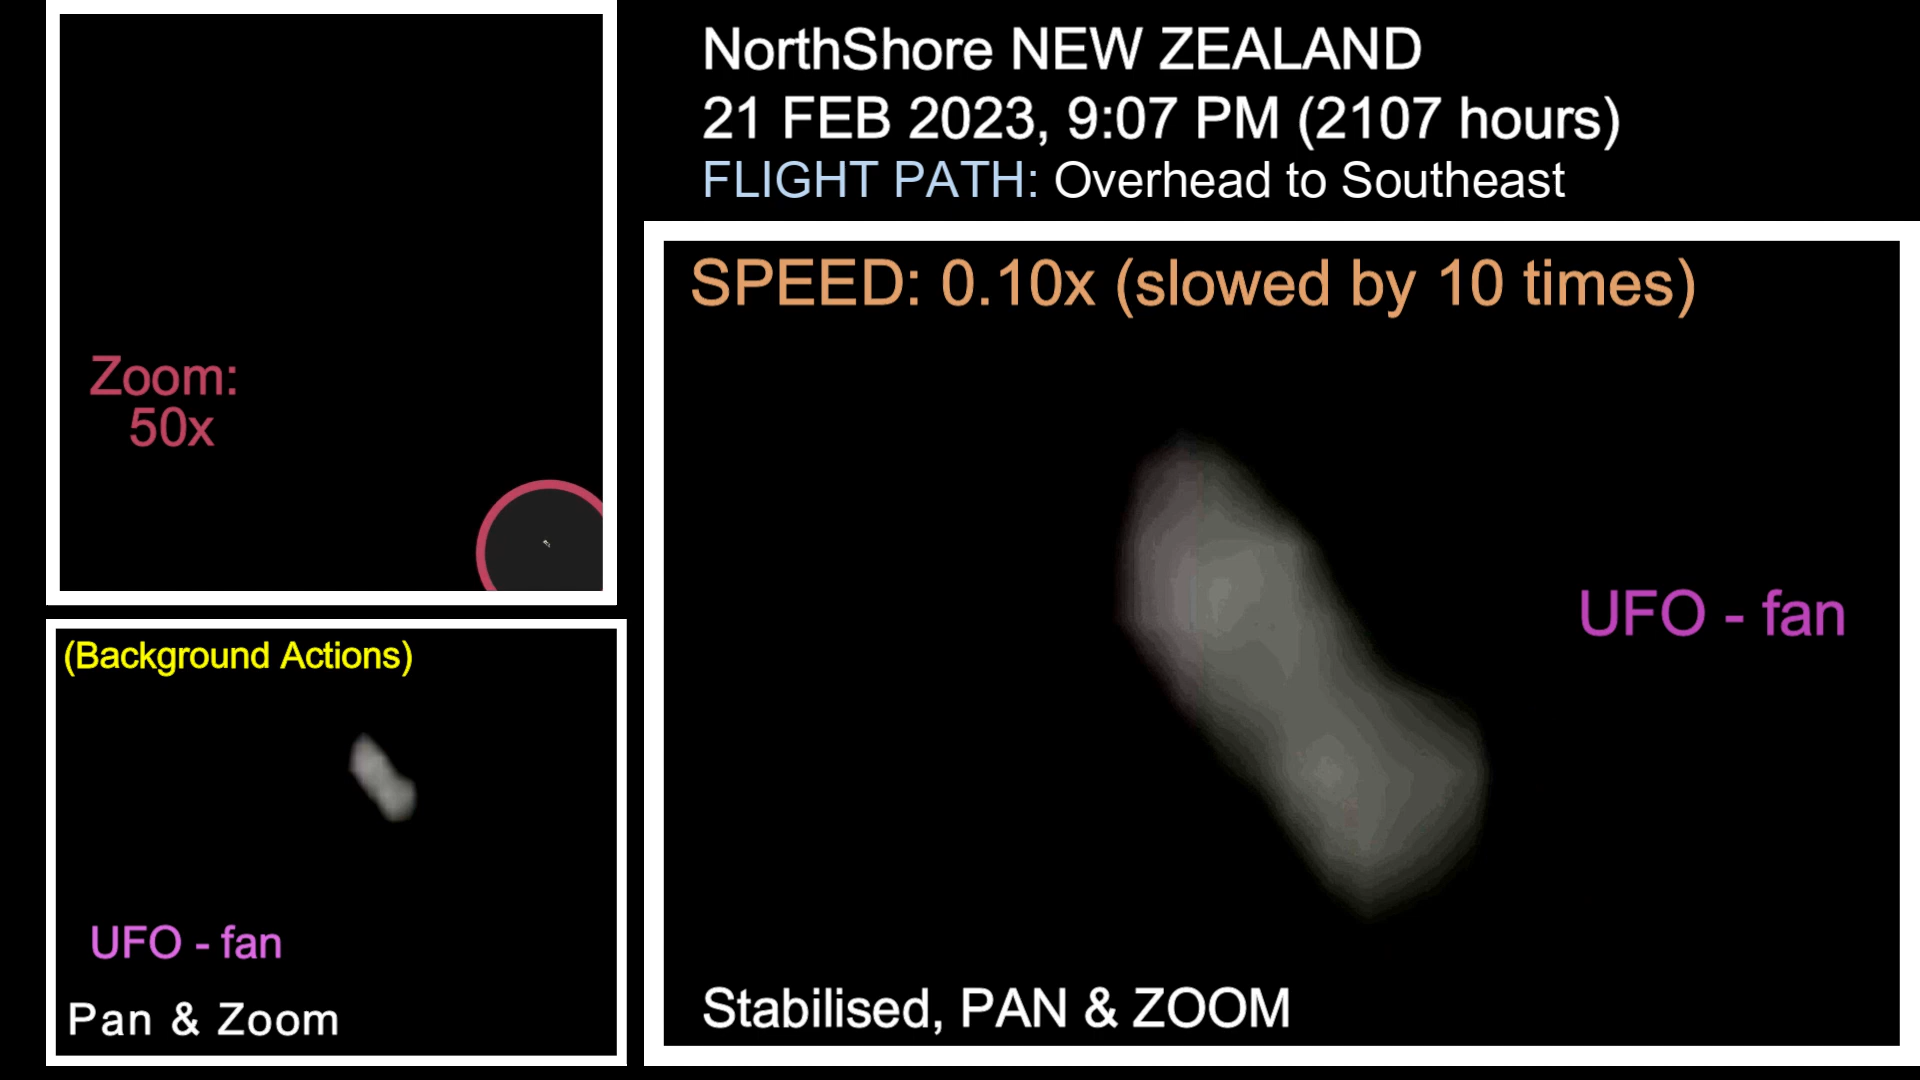 NorthShore NEW ZEALAND
21 FEB 2023, 9:07 PM (2107 hours)
FLIGHT PATH: Overhead to Southeast
Zoom:
50x
(Background Actions)
UFO - fan
Pan & Zoom
SPEED: 0.10x (slowed by 10 times)
UFO - fan
Stabilised, PAN & ZOOM